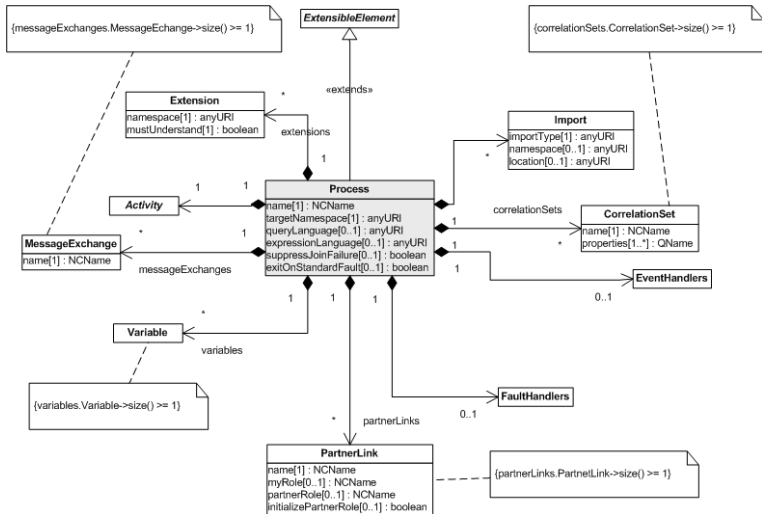 ExtensibleElement
{messageExchanges.MessageEchange->size() >= 1}
{correlationSets.CorrelationSet->size() >= 1}
«extends»
Extension
namespace[1] : anyURI
mustUnderstand[1] : boolean
*
extensions
1
Import
importType[1] : anyURI
namespace[0..1] : anyURI
location[0..1] : anyURI
*
1
Process
name[1] : NCName
targetNamespace[1] : anyURI
queryLanguage[0..1] : anyURI
expressionLanguage[0..1] : anyURI
suppressJoinFailure[0..1] : boolean
exitOnStandardFault[0..1] : boolean
Activity
1
1
MessageExchange
name[1] : NCName
*
1
messageExchanges
1
correlationSets
*
CorrelationSet
name[1] : NCName
properties[1..*] : QName
1
1
0..1
EventHandlers
Variable
*
variables
1
{variables.Variable->size() >= 1}
1
1
0..1
FaultHandlers
*
partnerLinks
PartnerLink
name[1] : NCName
myRole[0..1] : NCName
partnerRole[0..1] : NCName
initializePartnerRole[0..1] : boolean
{partnerLinks.PartnetLink->size() >= 1}